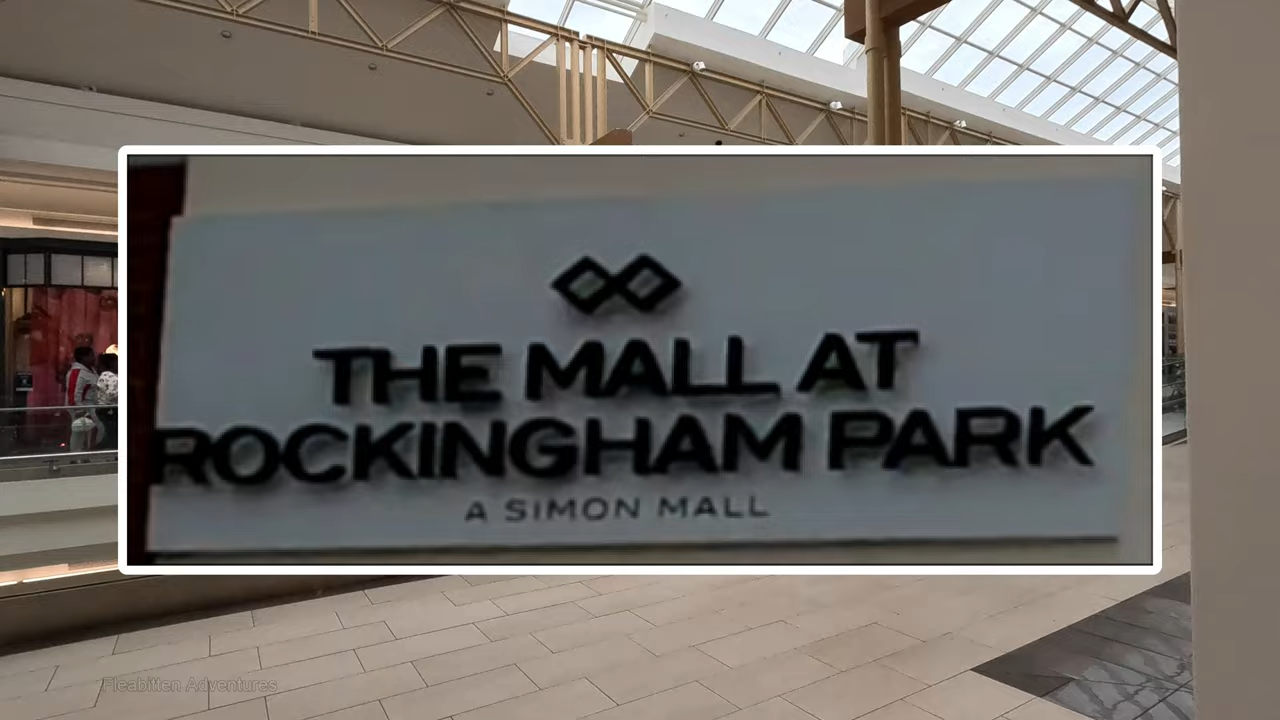 THE MALL AT
ROCKINGHAM PARK
A SIMON MALL
Fleabitten Adventures